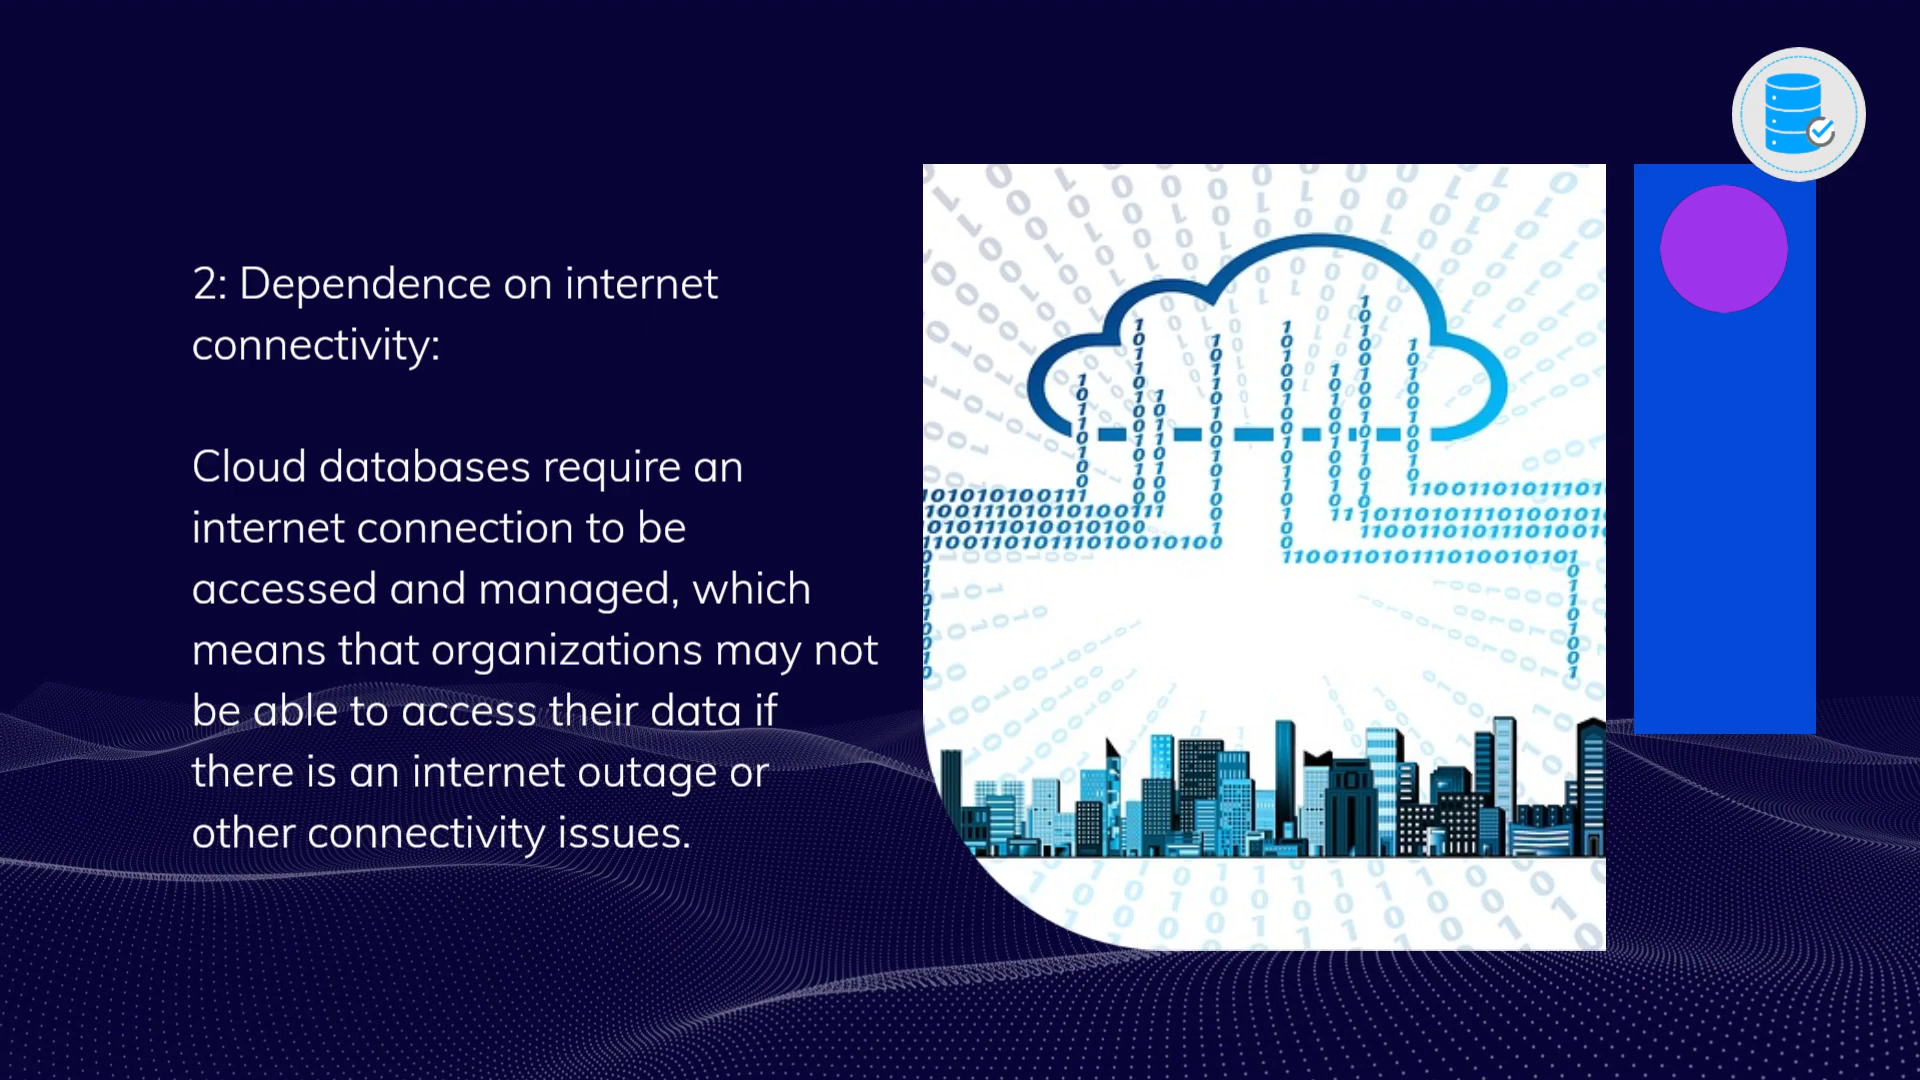 2: Dependence on internet
connectivity:
Cloud databases require an
internet connection to be
accessed and managed, which
means that organizations may not
be able to access their data if
there is an internet outage or
other connectivity issues.